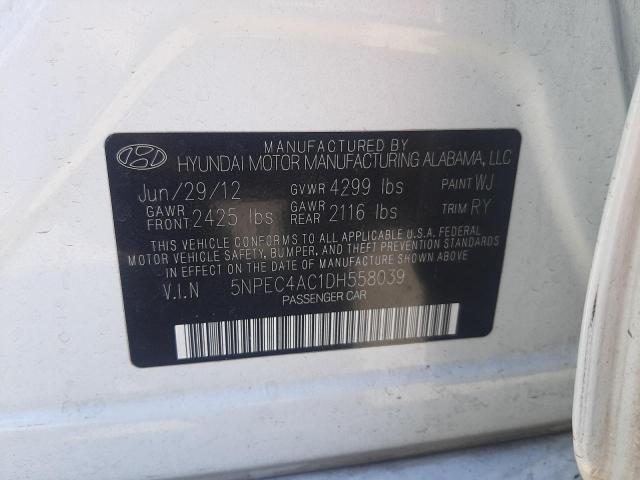 MANUFACTURED BY
HYUNDAI MOTOR MANUFACTURING ALABAMA, LLC
Jun/29/12 GVWR 4299 lbs PAINT WJ
GAWR FRONT 2425 lbs GAWR REAR 2116 lbs TRIM RY
THIS VEHICLE CONFORMS TO ALL APPLICABLE U.S.A. FEDERAL
MOTOR VEHICLE SAFETY, BUMPER, AND THEFT PREVENTION STANDARDS
IN EFFECT ON THE DATE OF MANUFACTURE SHOWN ABOVE.
V.I.N 5NPEC4AC1DH558039
PASSENGER CAR